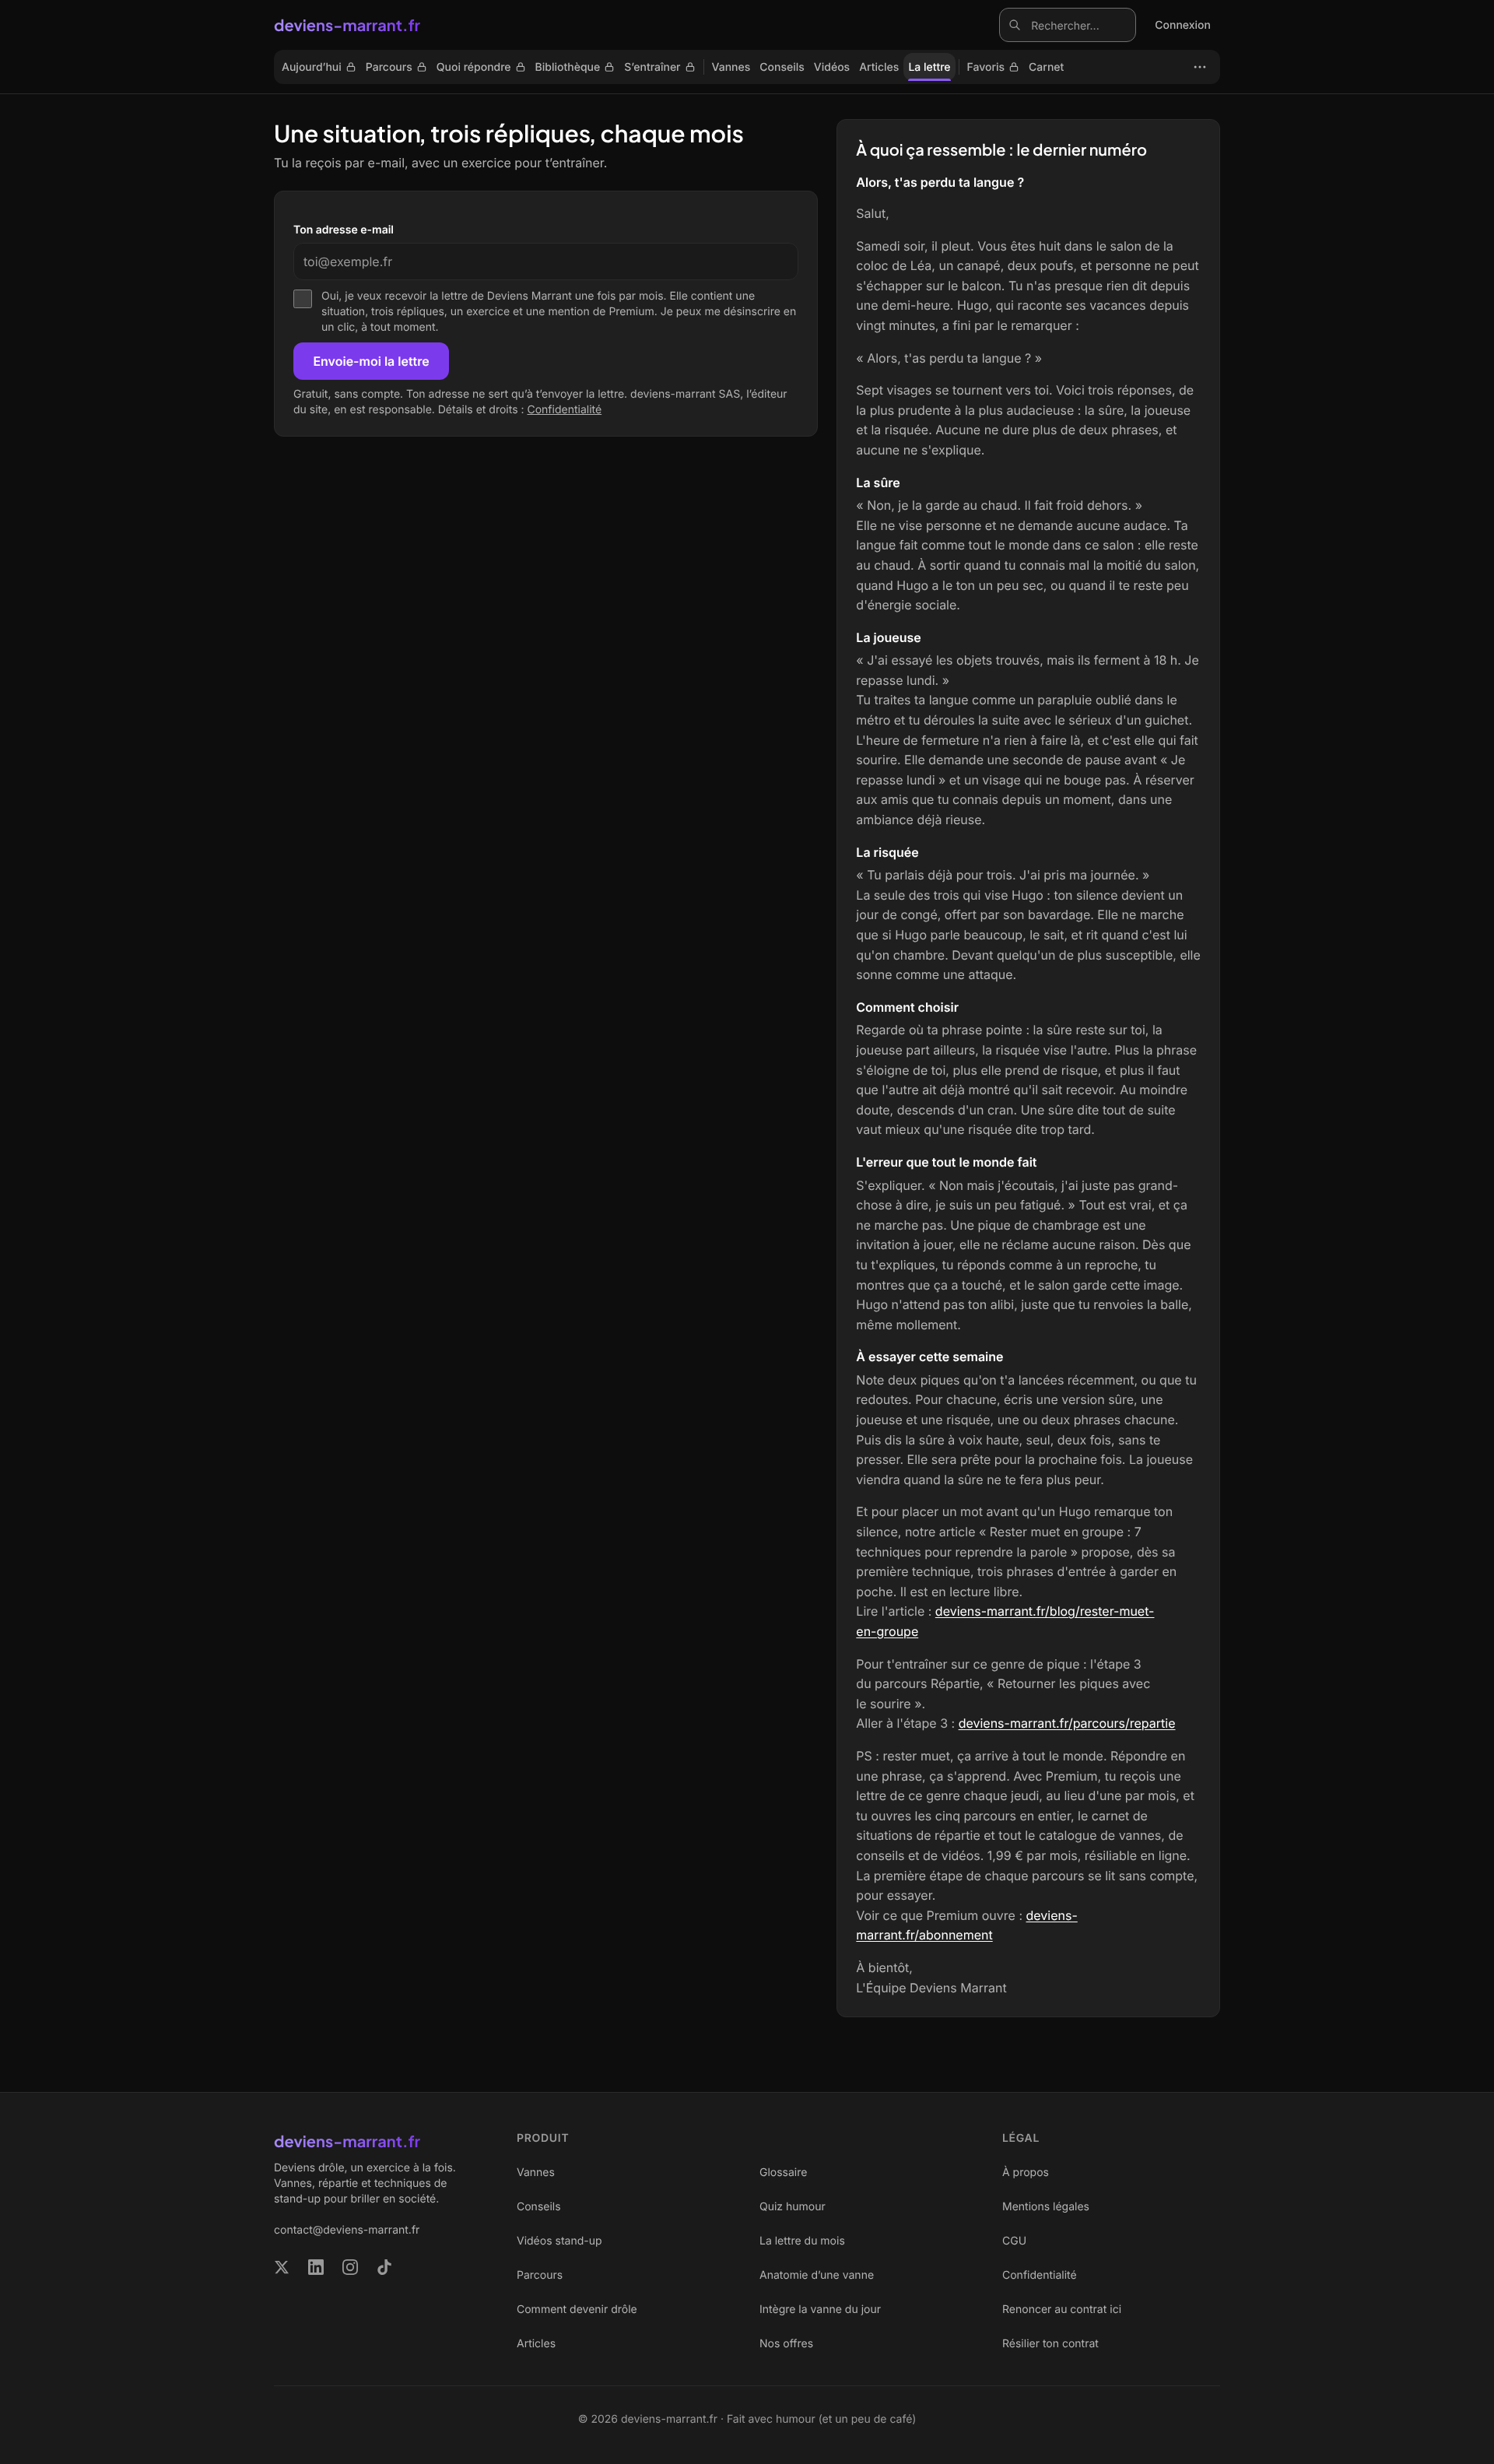 deviens-marrant.fr
Rechercher...
Connexion
Aujourd’hui
Parcours
Quoi répondre
Bibliothèque
S’entraîner
Vannes
Conseils
Vidéos
Articles
La lettre
Favoris
Carnet
Une situation, trois répliques, chaque mois
Tu la reçois par e-mail, avec un exercice pour t’entraîner.
Ton adresse e-mail
toi@exemple.fr
Oui, je veux recevoir la lettre de Deviens Marrant une fois par mois. Elle contient une
situation, trois répliques, un exercice et une mention de Premium. Je peux me désinscrire en
un clic, à tout moment.
Envoie-moi la lettre
Gratuit, sans compte. Ton adresse ne sert qu’à t’envoyer la lettre. deviens-marrant SAS, l’éditeur
du site, en est responsable. Détails et droits : Confidentialité
À quoi ça ressemble : le dernier numéro
Alors, t'as perdu ta langue ?
Salut,
Samedi soir, il pleut. Vous êtes huit dans le salon de la
coloc de Léa, un canapé, deux poufs, et personne ne peut
s'échapper sur le balcon. Tu n'as presque rien dit depuis
une demi-heure. Hugo, qui raconte ses vacances depuis
vingt minutes, a fini par le remarquer :
« Alors, t'as perdu ta langue ? »
Sept visages se tournent vers toi. Voici trois réponses, de
la plus prudente à la plus audacieuse : la sûre, la joueuse
et la risquée. Aucune ne dure plus de deux phrases, et
aucune ne s'explique.
La sûre
« Non, je la garde au chaud. Il fait froid dehors. »
Elle ne vise personne et ne demande aucune audace. Ta
langue fait comme tout le monde dans ce salon : elle reste
au chaud. À sortir quand tu connais mal la moitié du salon,
quand Hugo a le ton un peu sec, ou quand il te reste peu
d'énergie sociale.
La joueuse
« J'ai essayé les objets trouvés, mais ils ferment à 18 h. Je
repasse lundi. »
Tu traites ta langue comme un parapluie oublié dans le
métro et tu déroules la suite avec le sérieux d'un guichet.
L'heure de fermeture n'a rien à faire là, et c'est elle qui fait
sourire. Elle demande une seconde de pause avant « Je
repasse lundi » et un visage qui ne bouge pas. À réserver
aux amis que tu connais depuis un moment, dans une
ambiance déjà rieuse.
La risquée
« Tu parlais déjà pour trois. J'ai pris ma journée. »
La seule des trois qui vise Hugo : ton silence devient un
jour de congé, offert par son bavardage. Elle ne marche
que si Hugo parle beaucoup, le sait, et rit quand c'est lui
qu'on chambre. Devant quelqu'un de plus susceptible, elle
sonne comme une attaque.
Comment choisir
Regarde où ta phrase pointe : la sûre reste sur toi, la
joueuse part ailleurs, la risquée vise l'autre. Plus la phrase
s'éloigne de toi, plus elle prend de risque, et plus il faut
que l'autre ait déjà montré qu'il sait recevoir. Au moindre
doute, descends d'un cran. Une sûre dite tout de suite
vaut mieux qu'une risquée dite trop tard.
L'erreur que tout le monde fait
S'expliquer. « Non mais j'écoutais, j'ai juste pas grand-
chose à dire, je suis un peu fatigué. » Tout est vrai, et ça
ne marche pas. Une pique de chambrage est une
invitation à jouer, elle ne réclame aucune raison. Dès que
tu t'expliques, tu réponds comme à un reproche, tu
montres que ça a touché, et le salon garde cette image.
Hugo n'attend pas ton alibi, juste que tu renvoies la balle,
même mollement.
À essayer cette semaine
Note deux piques qu'on t'a lancées récemment, ou que tu
redoutes. Pour chacune, écris une version sûre, une
joueuse et une risquée, une ou deux phrases chacune.
Puis dis la sûre à voix haute, seul, deux fois, sans te
presser. Elle sera prête pour la prochaine fois. La joueuse
viendra quand la sûre ne te fera plus peur.
Et pour placer un mot avant qu'un Hugo remarque ton
silence, notre article « Rester muet en groupe : 7
techniques pour reprendre la parole » propose, dès sa
première technique, trois phrases d'entrée à garder en
poche. Il est en lecture libre.
Lire l'article : deviens-marrant.fr/blog/rester-muet-
en-groupe
Pour t'entraîner sur ce genre de pique : l'étape 3
du parcours Répartie, « Retourner les piques avec
le sourire ».
Aller à l'étape 3 : deviens-marrant.fr/parcours/repartie
PS : rester muet, ça arrive à tout le monde. Répondre en
une phrase, ça s'apprend. Avec Premium, tu reçois une
lettre de ce genre chaque jeudi, au lieu d'une par mois, et
tu ouvres les cinq parcours en entier, le carnet de
situations de répartie et tout le catalogue de vannes, de
conseils et de vidéos. 1,99 € par mois, résiliable en ligne.
La première étape de chaque parcours se lit sans compte,
pour essayer.
Voir ce que Premium ouvre : deviens-
marrant.fr/abonnement
À bientôt,
L'Équipe Deviens Marrant
deviens-marrant.fr
Deviens drôle, un exercice à la fois.
Vannes, répartie et techniques de
stand-up pour briller en société.
contact@deviens-marrant.fr
PRODUIT
Vannes
Conseils
Vidéos stand-up
Parcours
Comment devenir drôle
Articles
Glossaire
Quiz humour
La lettre du mois
Anatomie d’une vanne
Intègre la vanne du jour
Nos offres
LÉGAL
À propos
Mentions légales
CGU
Confidentialité
Renoncer au contrat ici
Résilier ton contrat
© 2026 deviens-marrant.fr · Fait avec humour (et un peu de café)